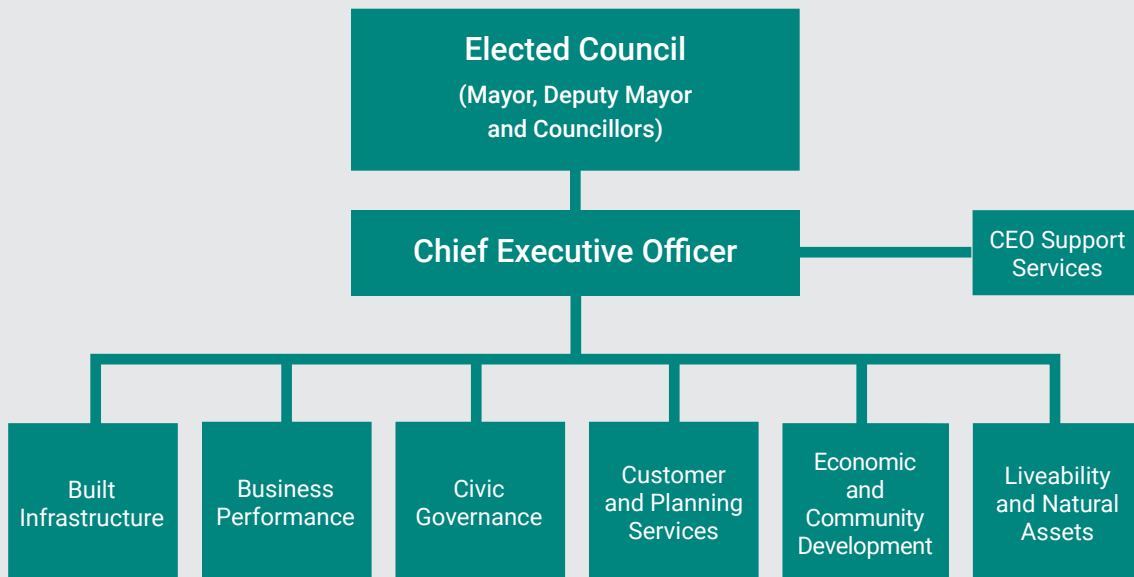 Elected Council
(Mayor, Deputy Mayor
and Councillors)
Chief Executive Officer
CEO Support
Services
Built
Infrastructure
Business
Performance
Civic
Governance
Customer
and Planning
Services
Economic
and
Community
Development
Liveability
and Natural
Assets